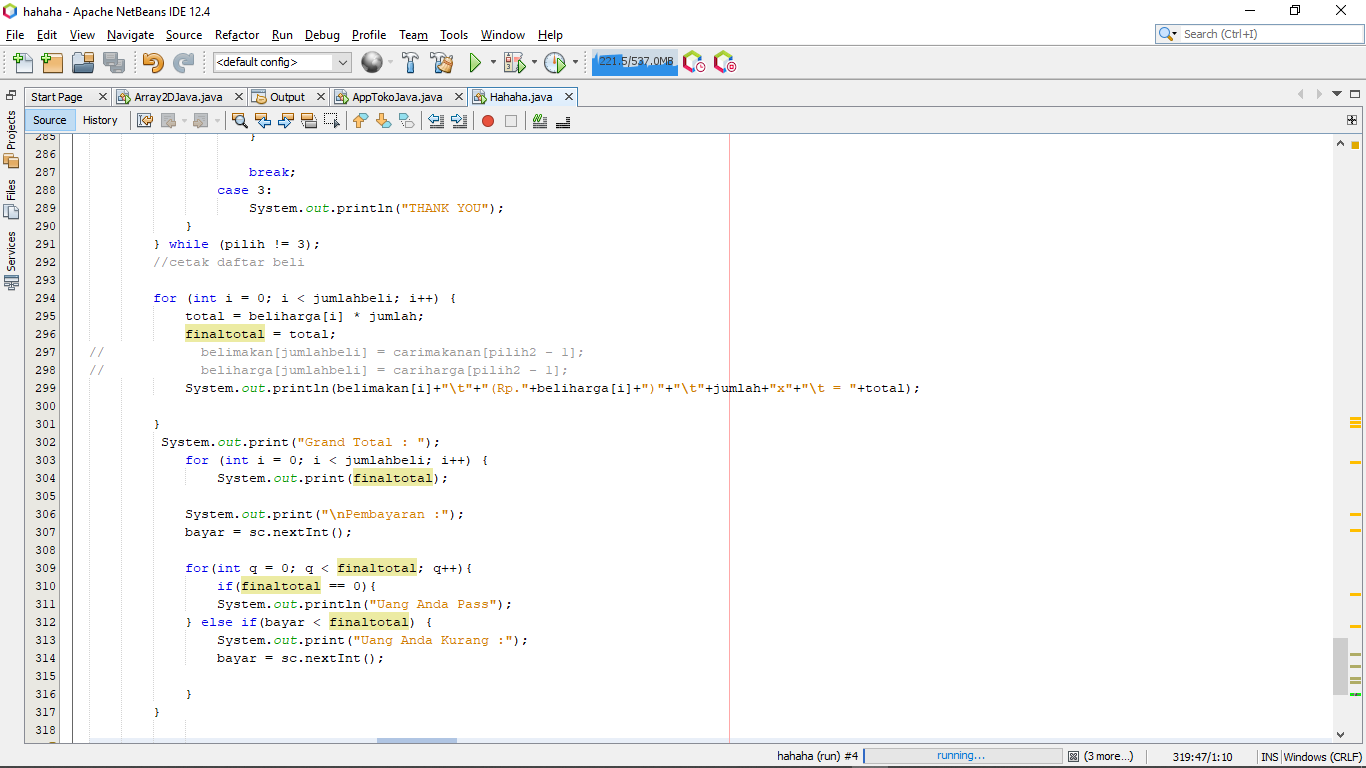 hahaha - Apache NetBeans IDE 12.4
File Edit View Navigate Source Refactor Run Debug Profile Team Tools Window Help
Search (Ctrl+I)
<default config>
221.5/537.0MB
Start Page
Array2DJava.java
Output
AppTokoJava.java
Hahaha.java
Source
History
Projects
Files
Services
285 }
286
287 break;
288 case 3:
289 System.out.println("THANK YOU");
290 }
291 } while (pilih != 3);
292 //cetak daftar beli
293
294 for (int i = 0; i < jumlahbeli; i++) {
295 total = beliharga[i] * jumlah;
296 finaltotal = total;
297 // belimakan[jumlahbeli] = carimakanan[pilih2 - 1];
298 // beliharga[jumlahbeli] = cariharga[pilih2 - 1];
299 System.out.println(belimakan[i]+"\t"+"(Rp."+beliharga[i]+")"+"\t"+jumlah+"x"+"\t = "+total);
300
301 }
302 System.out.print("Grand Total : ");
303 for (int i = 0; i < jumlahbeli; i++) {
304 System.out.print(finaltotal);
305
306 System.out.print("\nPembayaran :");
307 bayar = sc.nextInt();
308
309 for(int q = 0; q < finaltotal; q++){
310 if(finaltotal == 0){
311 System.out.println("Uang Anda Pass");
312 } else if(bayar < finaltotal) {
313 System.out.print("Uang Anda Kurang :");
314 bayar = sc.nextInt();
315
316 }
317 }
318
hahaha (run) #4
running...
(3 more...)
319:47/1:10
INS
Windows (CRLF)